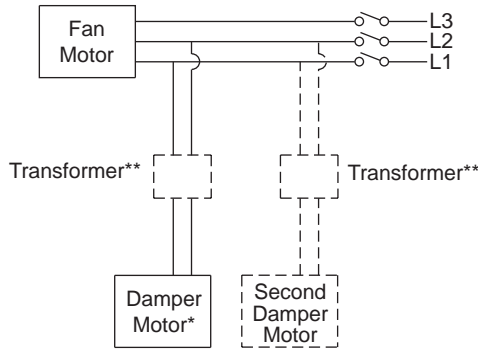 Fan
Motor
L3
L2
L1
Transformer**
Transformer**
Damper
Motor*
Second
Damper
Motor